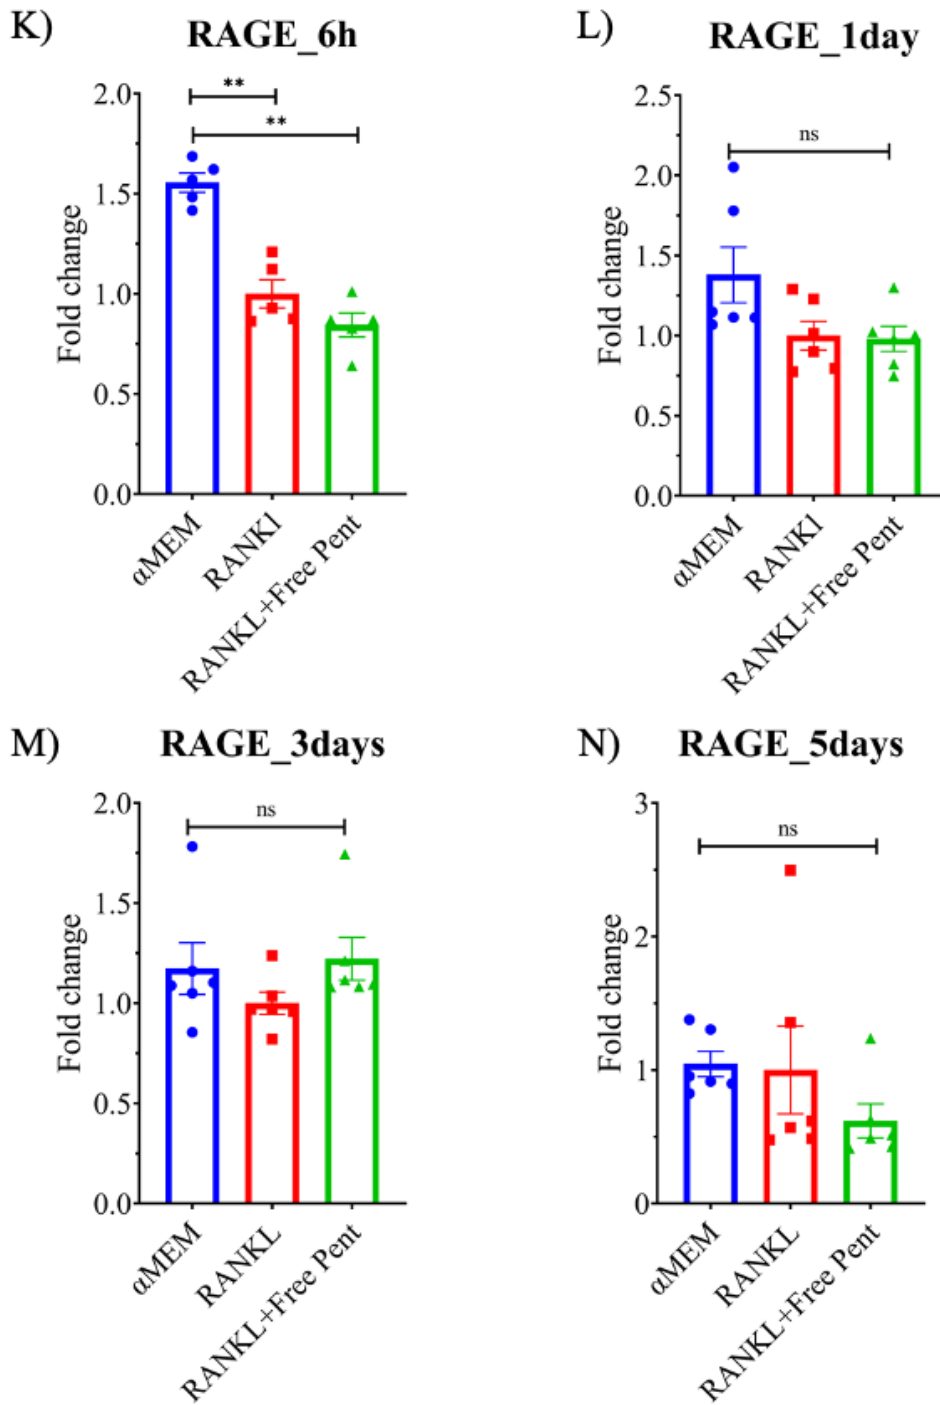 K) RAGE_6h
**
**
2.0
1.5
1.0
0.5
0.0
Fold change
αMEM
RANKl
RANKL+Free Pent
L) RAGE_1day
ns
2.5
2.0
1.5
1.0
0.5
0.0
Fold change
αMEM
RANKl
RANKL+Free Pent
M) RAGE_3days
ns
2.0
1.5
1.0
0.5
0.0
Fold change
αMEM
RANKL
RANKL+Free Pent
N) RAGE_5days
ns
3
2
1
0
Fold change
αMEM
RANKL
RANKL+Free Pent